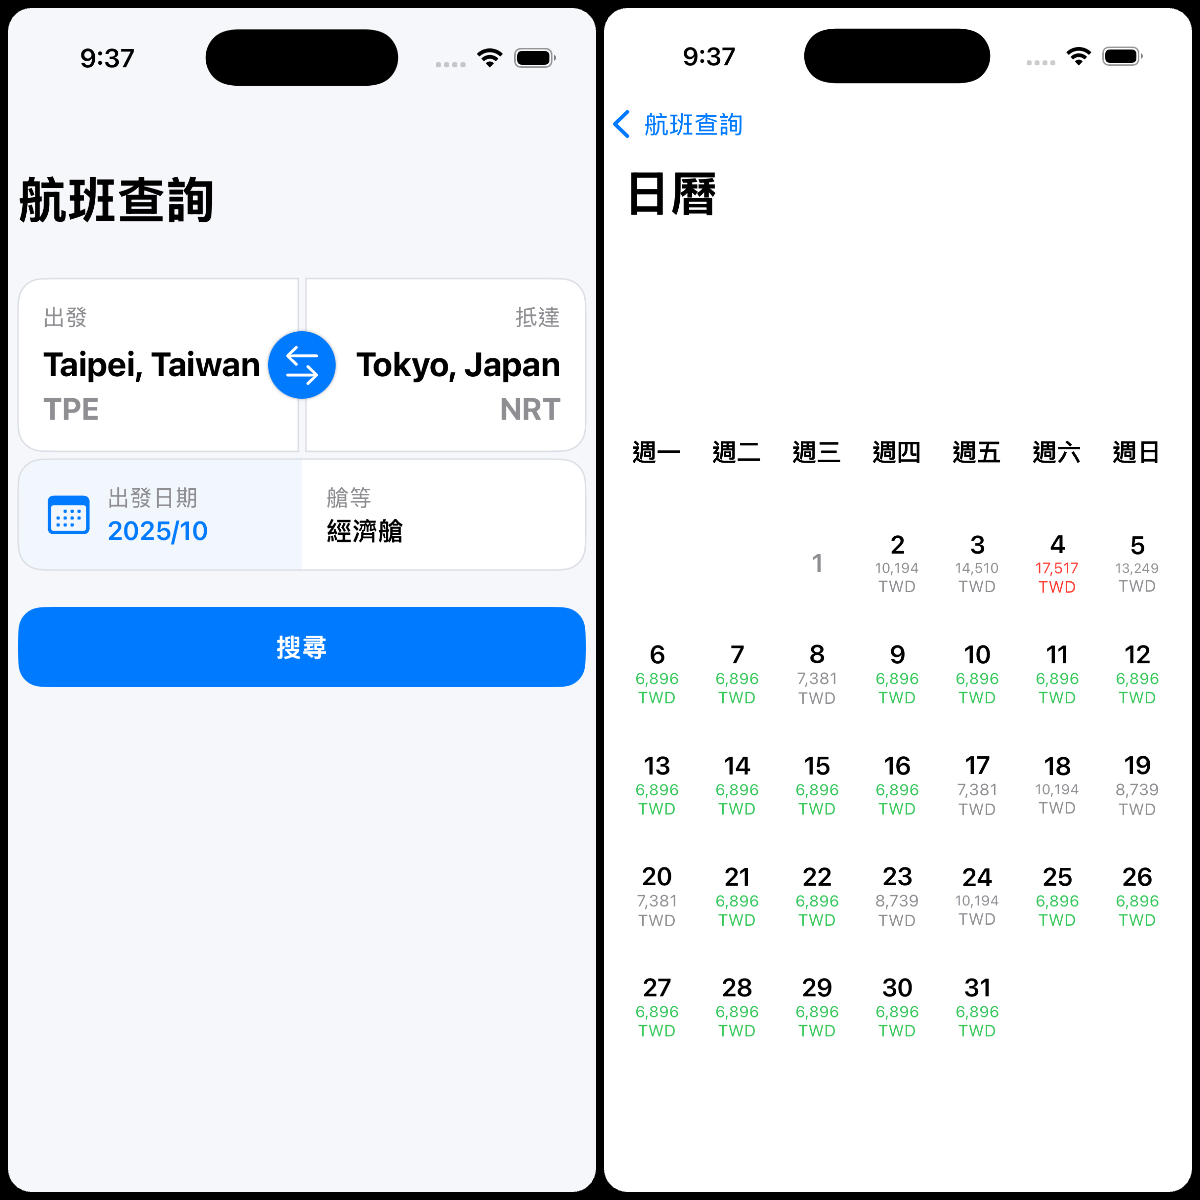 9:37
航班查詢
出發
抵達
Taipei, Taiwan
Tokyo, Japan
TPE
NRT
出發日期
2025/10
艙等
經濟艙
搜尋
9:37
航班查詢
日曆
週一 週二 週三 週四 週五 週六 週日
1 2 3 4 5
10,194 14,510 17,517 13,249
TWD TWD TWD TWD
6 7 8 9 10 11 12
6,896 6,896 7,381 6,896 6,896 6,896 6,896
TWD TWD TWD TWD TWD TWD TWD
13 14 15 16 17 18 19
6,896 6,896 6,896 6,896 7,381 10,194 8,739
TWD TWD TWD TWD TWD TWD TWD
20 21 22 23 24 25 26
7,381 6,896 6,896 8,739 10,194 6,896 6,896
TWD TWD TWD TWD TWD TWD TWD
27 28 29 30 31
6,896 6,896 6,896 6,896 6,896
TWD TWD TWD TWD TWD